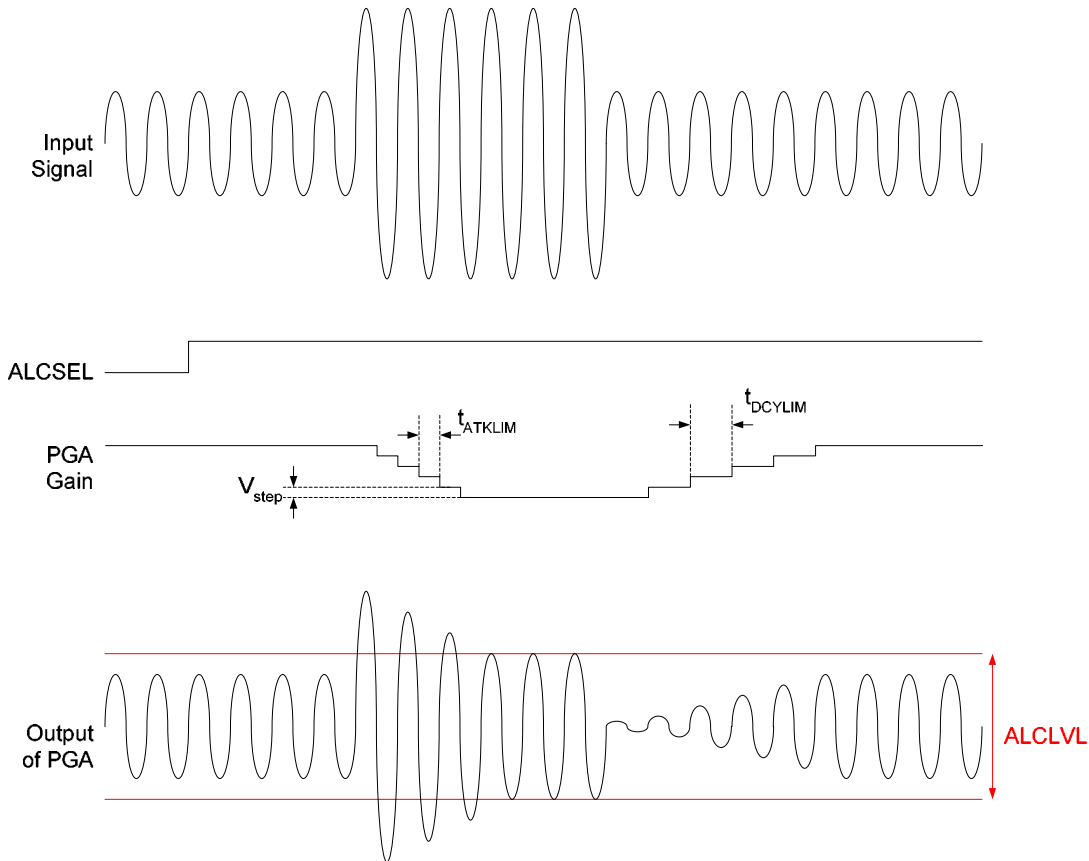 Input
Signal
ALCSEL
tATKLIM
tDCYLIM
PGA
Gain
Vstep
Output
of PGA
ALCLVL